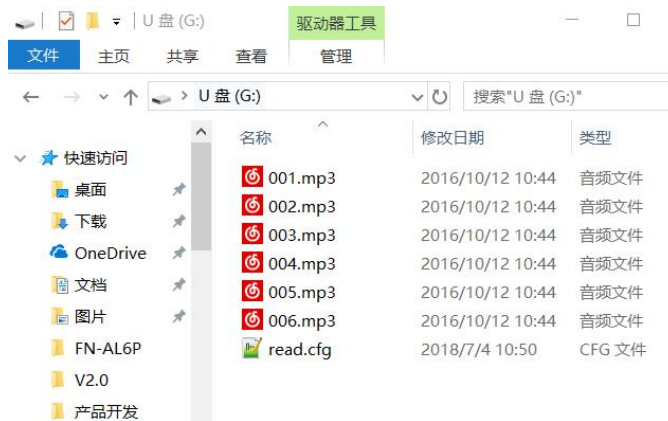 U 盘 (G:)
驱动器工具
文件 主页 共享 查看 管理
U 盘 (G:) 搜索"U 盘 (G:)"
名称 修改日期 类型
快速访问
桌面
下载
OneDrive
文档
图片
FN-AL6P
V2.0
产品开发
001.mp3 2016/10/12 10:44 音频文件
002.mp3 2016/10/12 10:44 音频文件
003.mp3 2016/10/12 10:44 音频文件
004.mp3 2016/10/12 10:44 音频文件
005.mp3 2016/10/12 10:44 音频文件
006.mp3 2016/10/12 10:44 音频文件
read.cfg 2018/7/4 10:50 CFG 文件